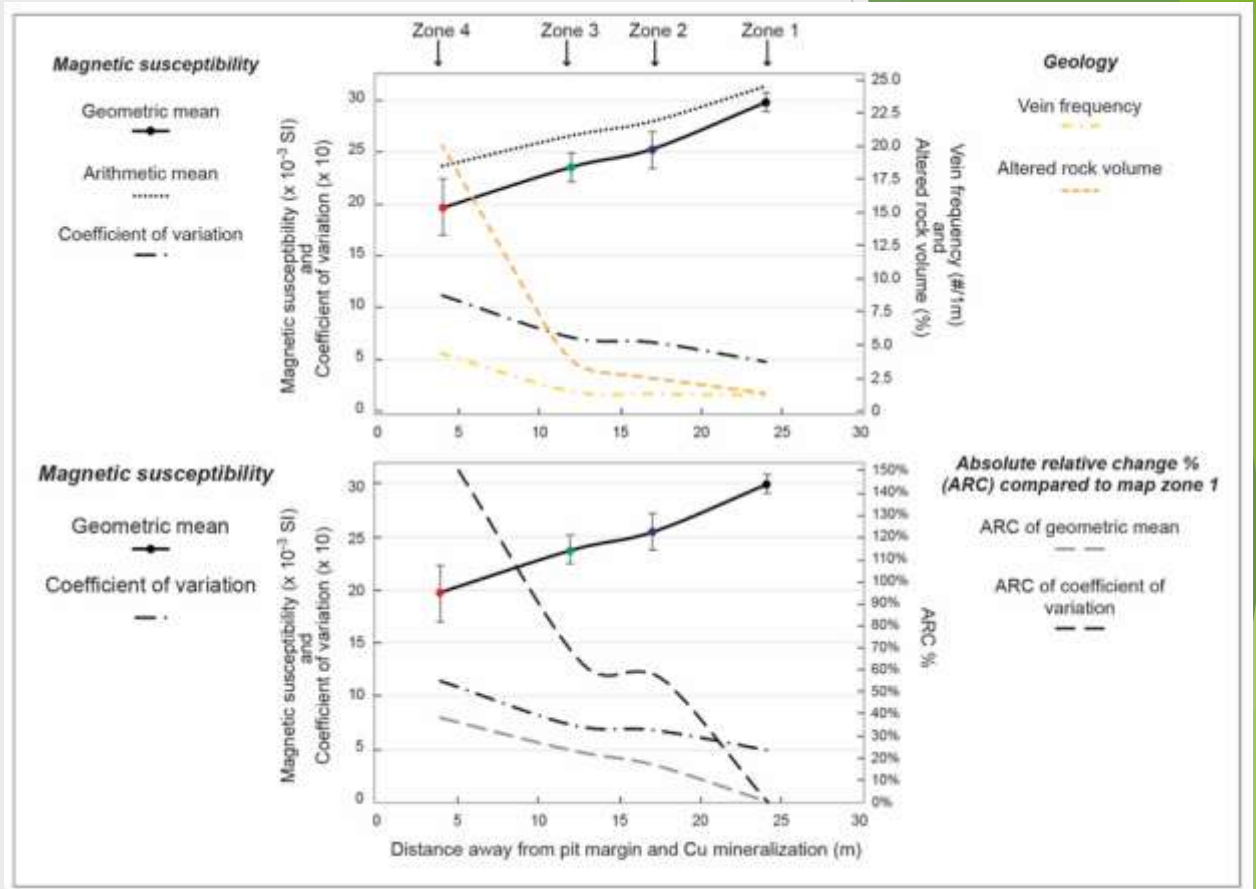 Zone 4
Zone 3
Zone 2
Zone 1
Magnetic susceptibility
Geometric mean
Arithmetic mean
Coefficient of variation
Magnetic susceptibility (x 10⁻³ SI)
and
Coefficient of variation (x 10)
30
25
20
15
10
5
0
25.0
22.5
20.0
17.5
15.0
12.5
10.0
7.5
5.0
2.5
0
Vein frequency (#/1m)
and
Altered rock volume (%)
0
5
10
15
20
25
30
Geology
Vein frequency
Altered rock volume
Magnetic susceptibility
Geometric mean
Coefficient of variation
Magnetic susceptibility (x 10⁻³ SI)
and
Coefficient of variation (x 10)
30
25
20
15
10
5
0
150%
140%
130%
120%
110%
100%
90%
80%
70%
60%
50%
40%
30%
20%
10%
0%
ARC %
0
5
10
15
20
25
30
Distance away from pit margin and Cu mineralization (m)
Absolute relative change %
(ARC) compared to map zone 1
ARC of geometric mean
ARC of coefficient of
variation